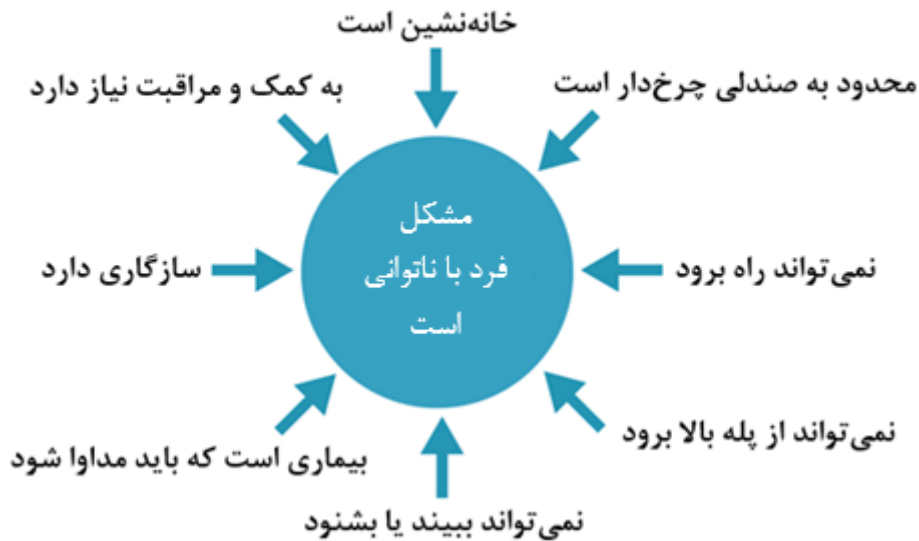 خانه‌نشین است
محدود به صندلی چرخ‌دار است
به کمک و مراقبت نیاز دارد
مشکل
فرد با ناتوانی
است
نمی‌تواند راه برود
سازگاری دارد
نمی‌تواند از پله بالا برود
بیماری است که باید مداوا شود
نمی‌تواند ببیند یا بشنود